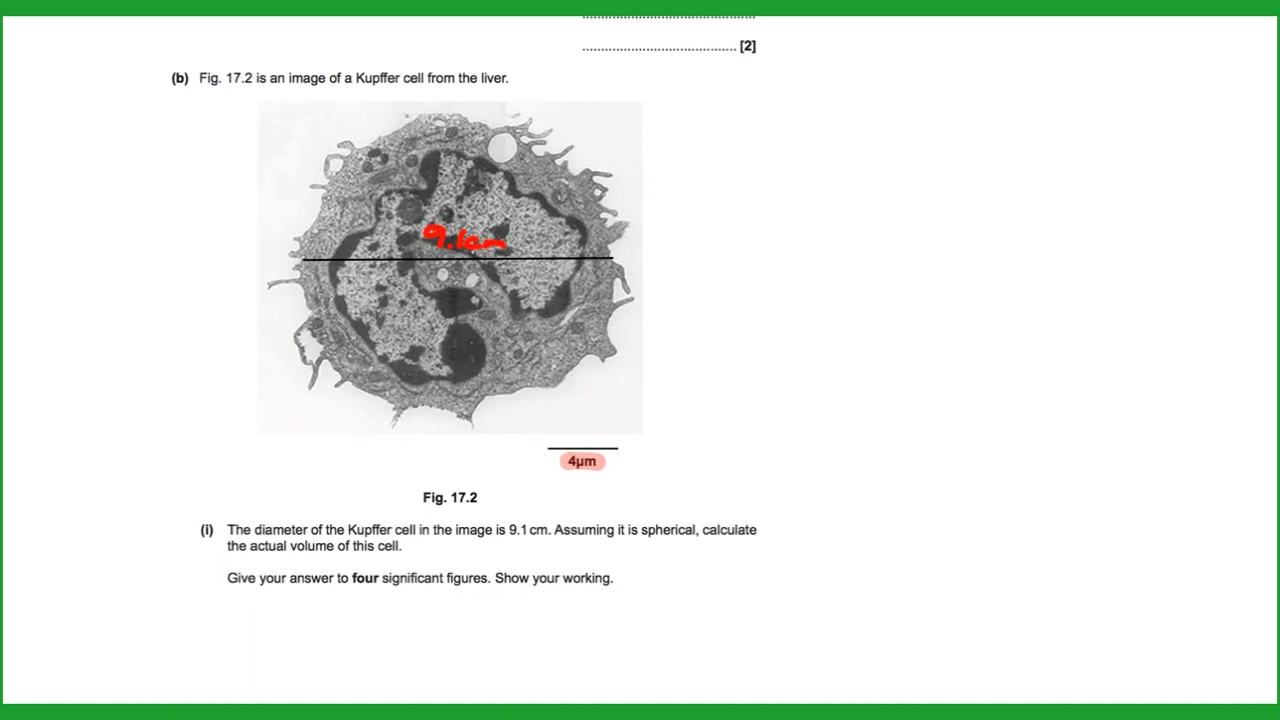 [2]
(b) Fig. 17.2 is an image of a Kupffer cell from the liver.
9.1cm
4µm
Fig. 17.2
(i) The diameter of the Kupffer cell in the image is 9.1 cm. Assuming it is spherical, calculate
the actual volume of this cell.
Give your answer to four significant figures. Show your working.